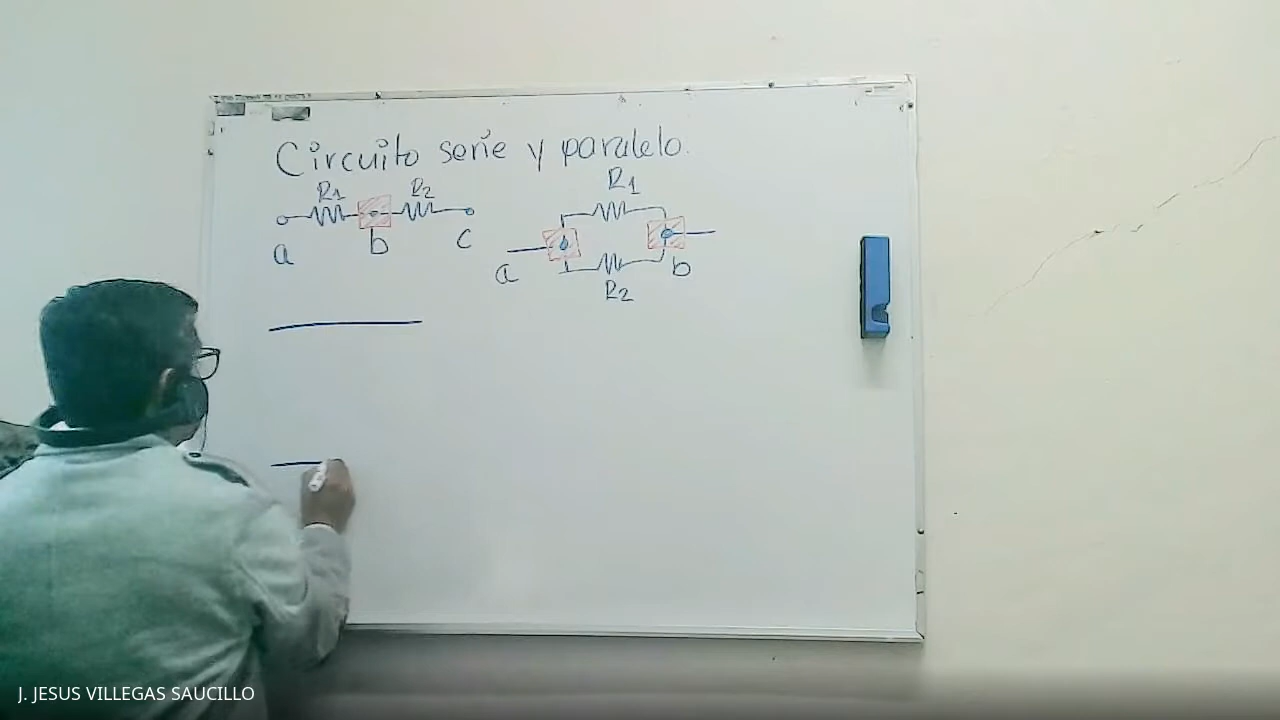 Circuito serie y paralelo.
R1 R2
a b c
R1
a b
R2
J. JESUS VILLEGAS SAUCILLO